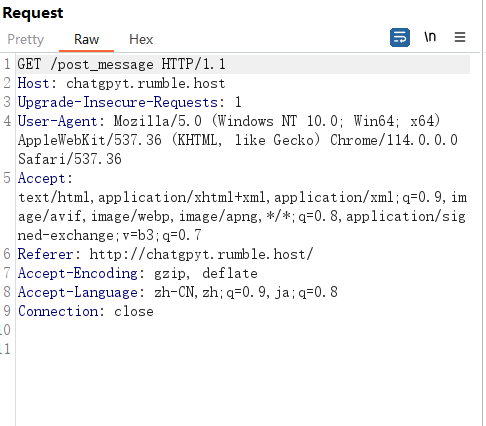 Request
Pretty Raw Hex \n
1 GET /post_message HTTP/1.1
2 Host: chatgpyt.rumble.host
3 Upgrade-Insecure-Requests: 1
4 User-Agent: Mozilla/5.0 (Windows NT 10.0; Win64; x64)
AppleWebKit/537.36 (KHTML, like Gecko) Chrome/114.0.0.0
Safari/537.36
5 Accept:
text/html,application/xhtml+xml,application/xml;q=0.9,im
age/avif,image/webp,image/apng,*/*;q=0.8,application/sig
ned-exchange;v=b3;q=0.7
6 Referer: http://chatgpyt.rumble.host/
7 Accept-Encoding: gzip, deflate
8 Accept-Language: zh-CN,zh;q=0.9,ja;q=0.8
9 Connection: close
10
11